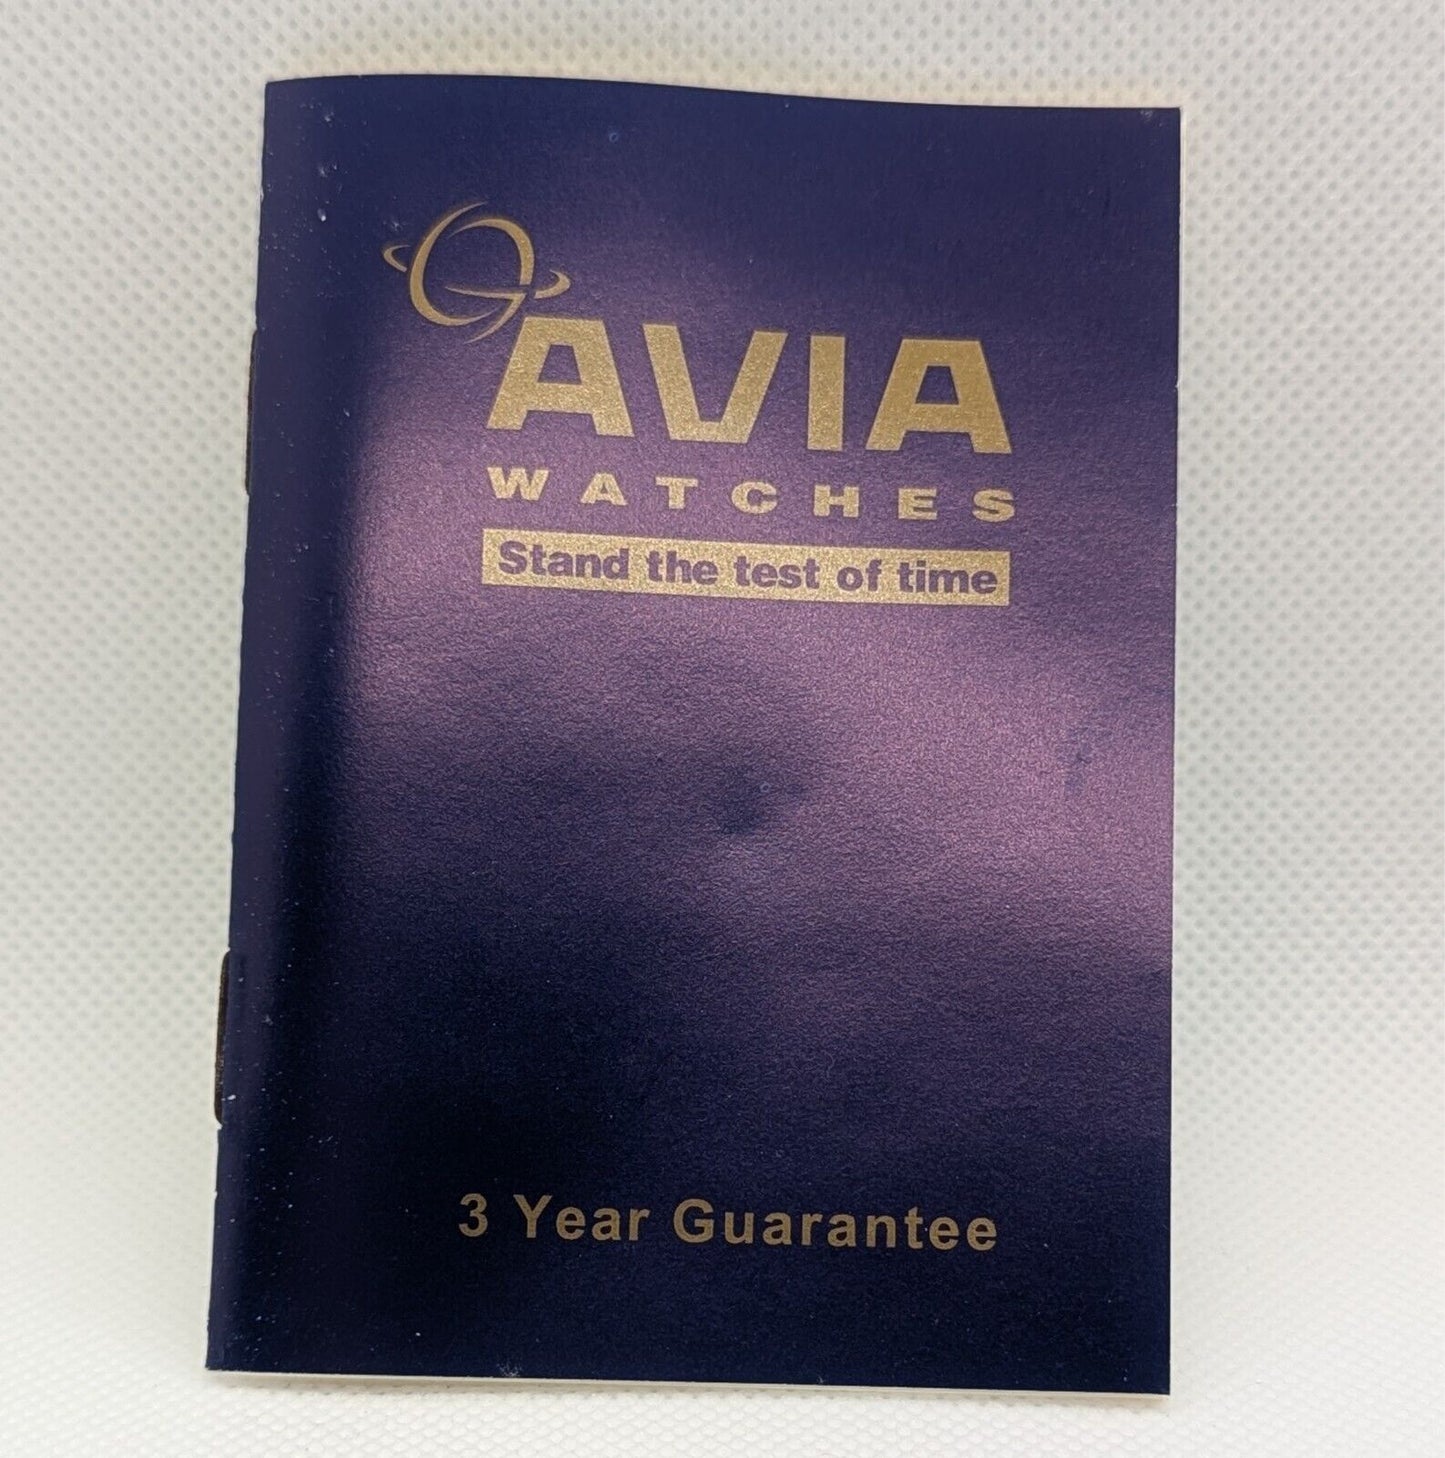 AVIA
WATCHES
Stand the test of time
3 Year Guarantee